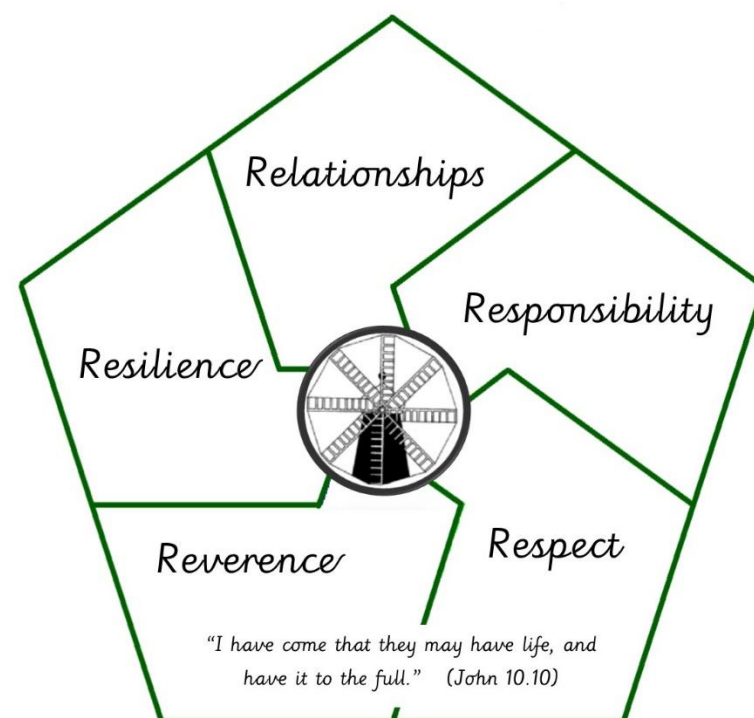 Relationships
Responsibility
Resilience
Reverence
Respect
“I have come that they may have life, and
have it to the full.” (John 10.10)